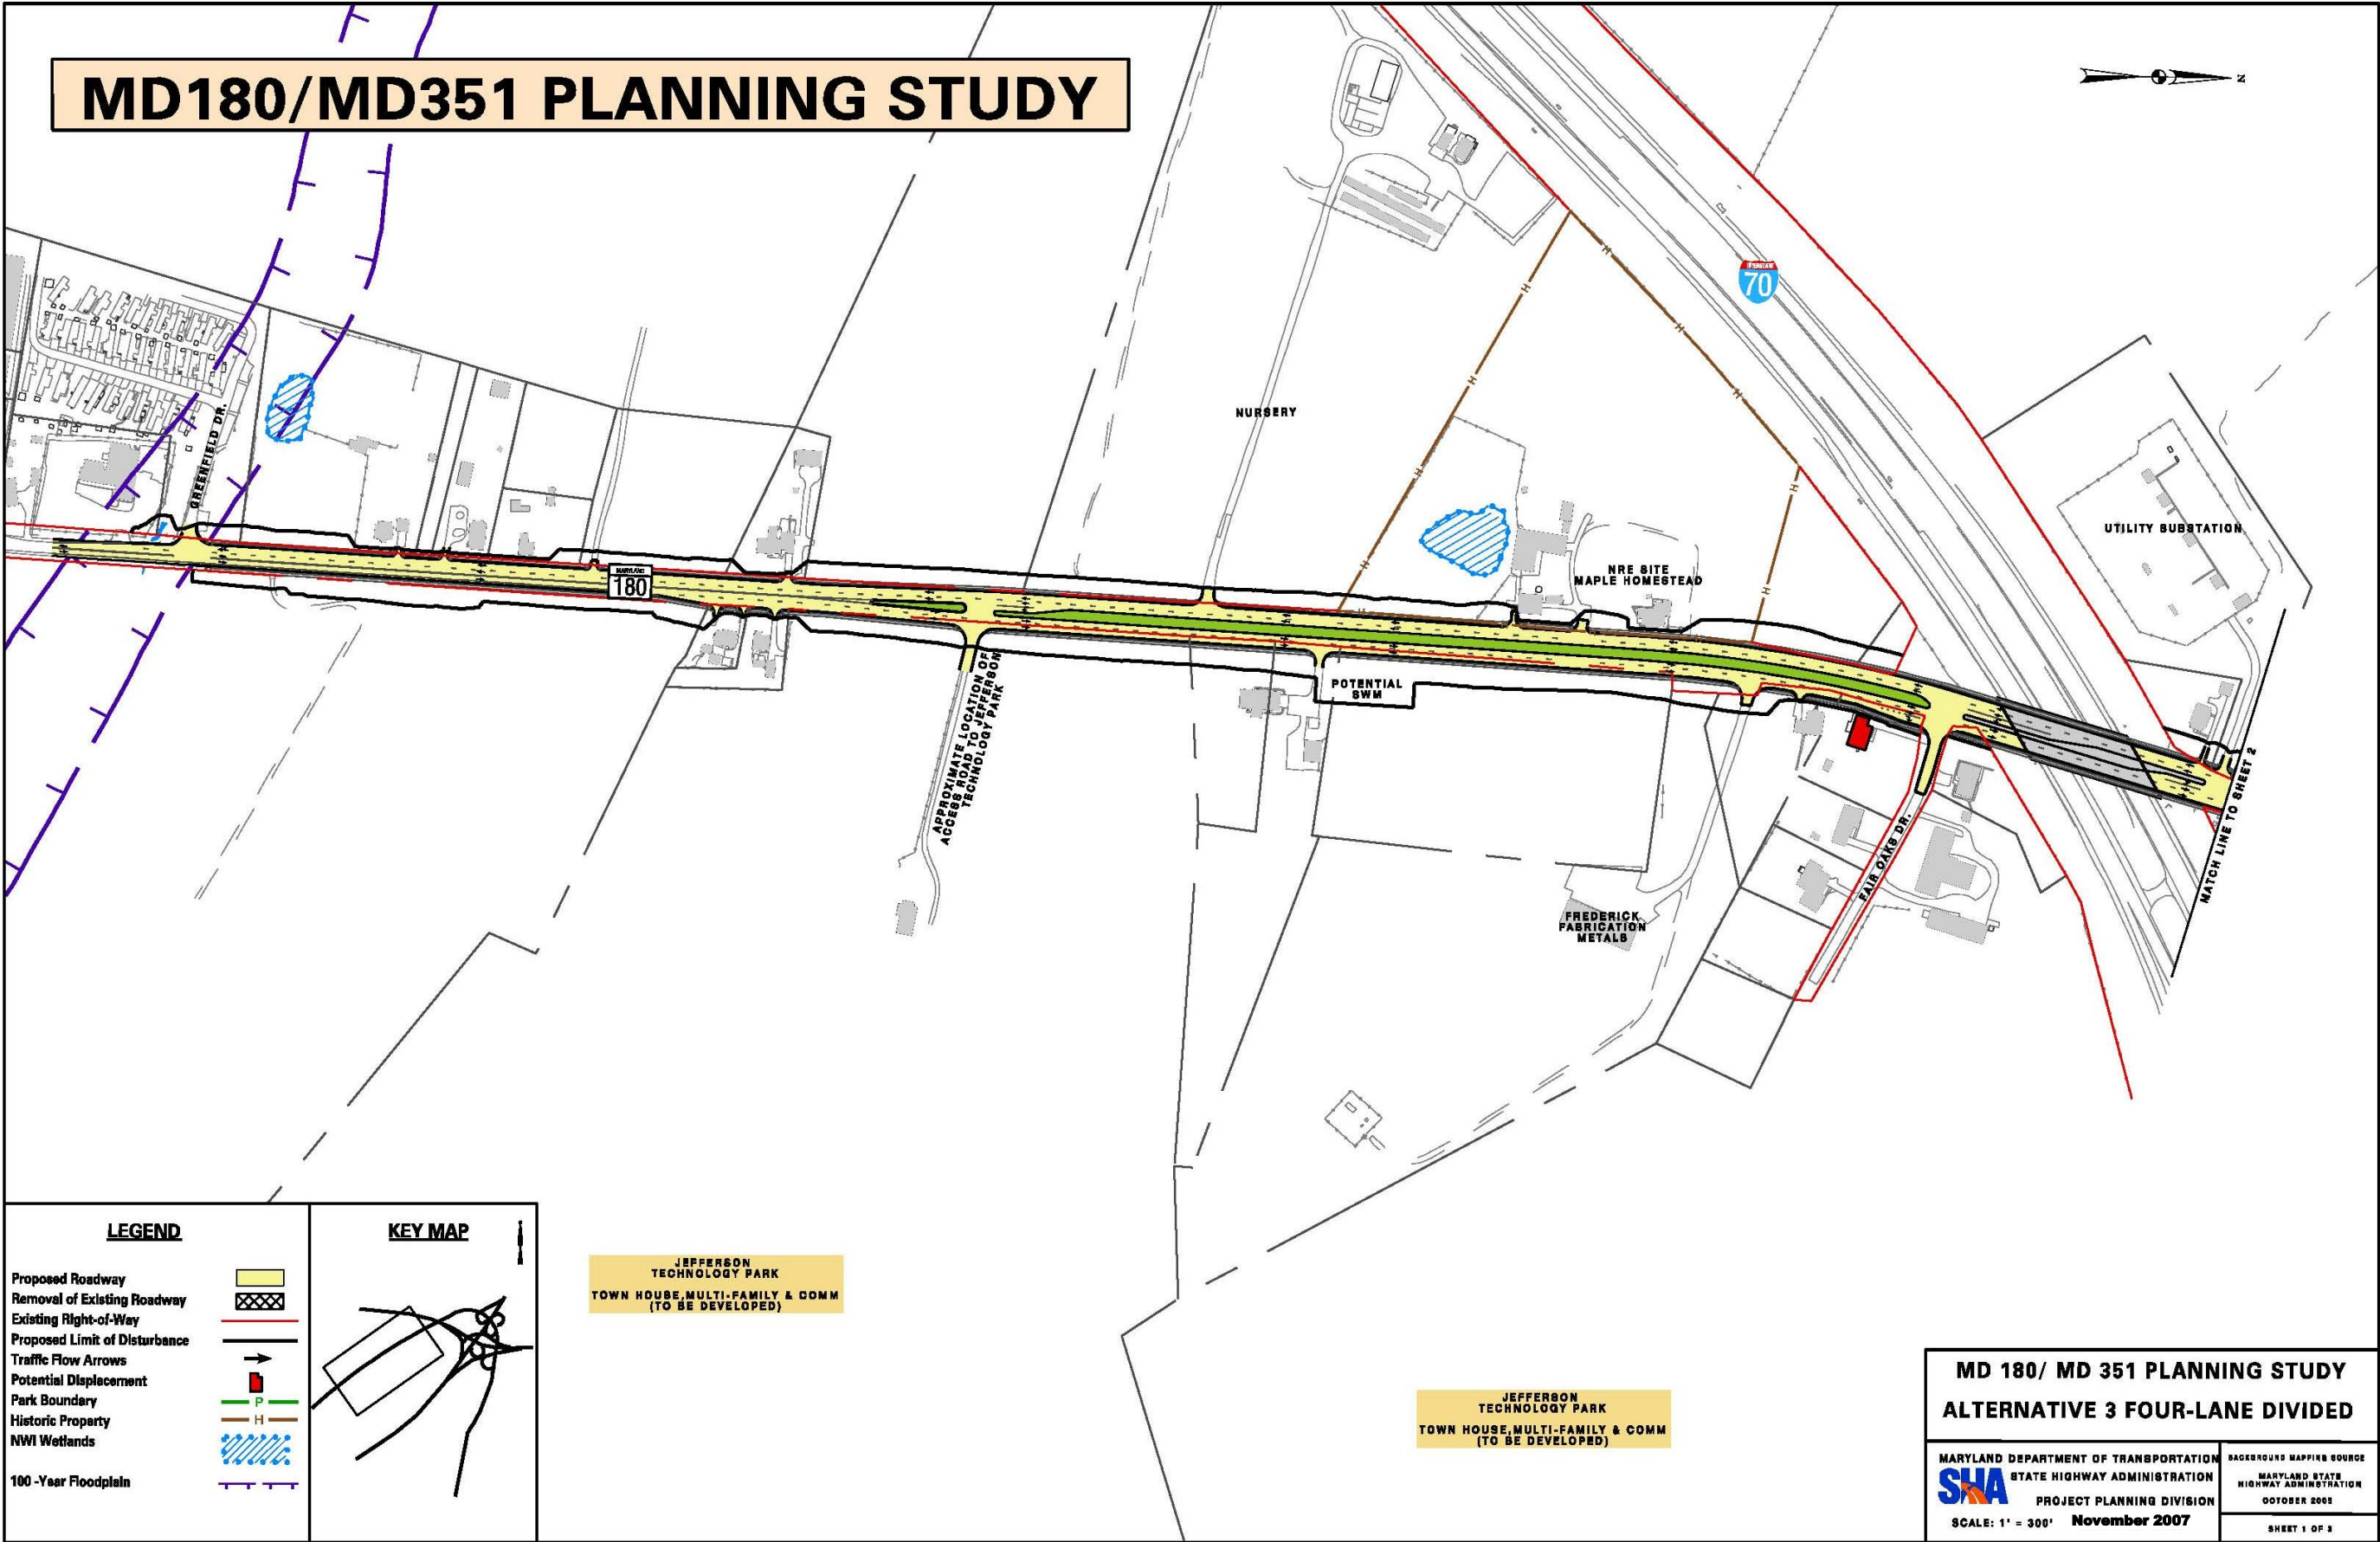 MD180/MD351 PLANNING STUDY
N
INTERSTATE
70
NURSERY
GREENFIELD DR.
UTILITY SUBSTATION
NRE SITE
MAPLE HOMESTEAD
MARYLAND
180
H
H
H
H
H
H
H
H
H
H
H
POTENTIAL
SWM
APPROXIMATE LOCATION OF
ACCESS ROAD TO JEFFERSON
TECHNOLOGY PARK
FAIR OAKS DR.
MATCH LINE TO SHEET 2
FREDERICK
FABRICATION
METALS
LEGEND
Proposed Roadway
Removal of Existing Roadway
Existing Right-of-Way
Proposed Limit of Disturbance
Traffic Flow Arrows
Potential Displacement
Park Boundary
P
Historic Property
H
NWI Wetlands
100 -Year Floodplain
KEY MAP
JEFFERSON
TECHNOLOGY PARK
TOWN HOUSE,MULTI-FAMILY & COMM
(TO BE DEVELOPED)
JEFFERSON
TECHNOLOGY PARK
TOWN HOUSE,MULTI-FAMILY & COMM
(TO BE DEVELOPED)
MD 180/ MD 351 PLANNING STUDY
ALTERNATIVE 3 FOUR-LANE DIVIDED
MARYLAND DEPARTMENT OF TRANSPORTATION
SHA
STATE HIGHWAY ADMINISTRATION
PROJECT PLANNING DIVISION
SCALE: 1' = 300' November 2007
BACKGROUND MAPPING SOURCE
MARYLAND STATE
HIGHWAY ADMINISTRATION
OCTOBER
SHEET 1 OF 3